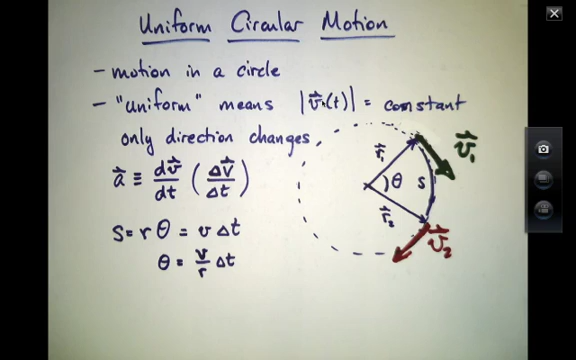 Uniform Circular Motion
- motion in a circle
- "uniform" means |v⃗(t)| = constant
only direction changes.
a⃗ ≡ dv⃗/dt (Δv⃗/Δt)
s = rθ = vΔt
θ = v/r Δt
r⃗₁
v⃗₁
θ
s
r⃗₂
v⃗₂